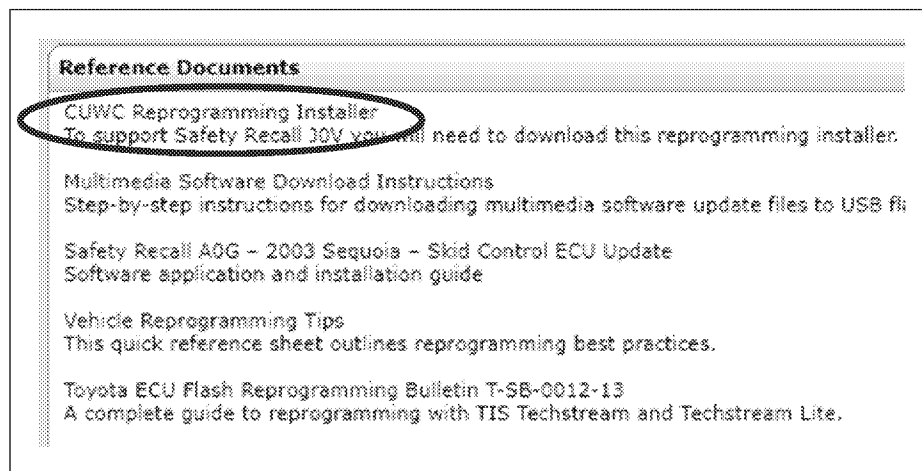 Reference Documents
CUWC Reprogramming Installer
To support Safety Recall J0V you will need to download this reprogramming installer.
Multimedia Software Download Instructions
Step-by-step instructions for downloading multimedia software update files to USB
Safety Recall A0G – 2003 Sequoia – Skid Control ECU Update
Software application and installation guide
Vehicle Reprogramming Tips
This quick reference sheet outlines reprogramming best practices.
Toyota ECU Flash Reprogramming Bulletin T-SB-0012-13
A complete guide to reprogramming with TIS Techstream and Techstream Lite.